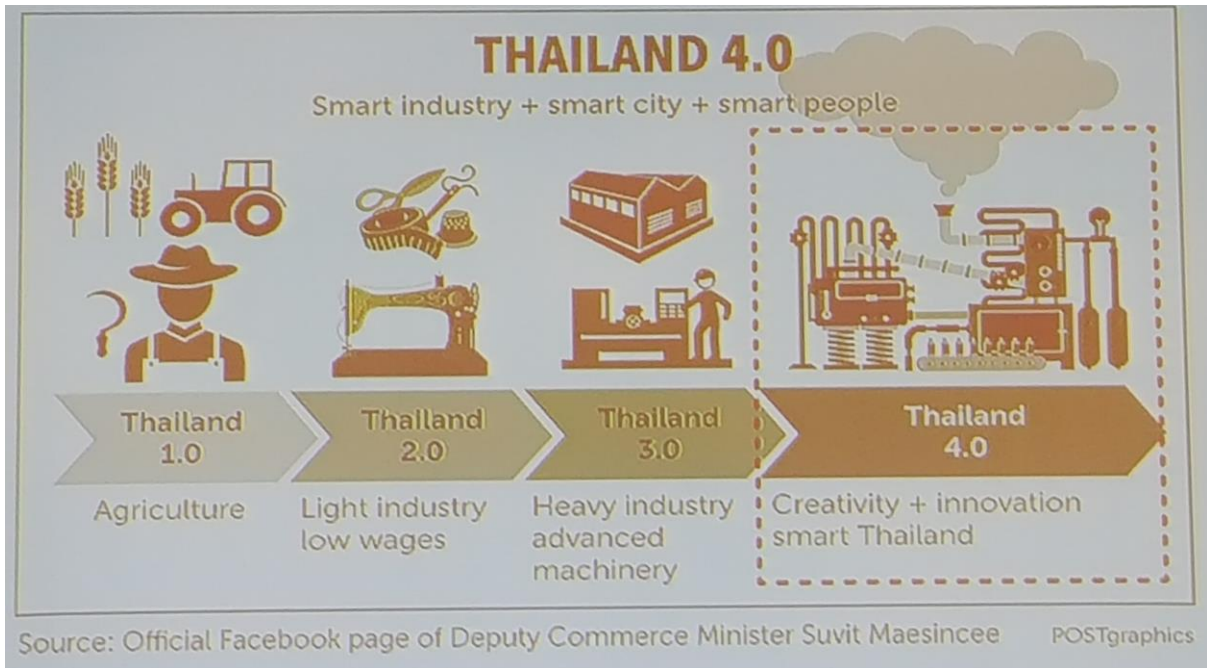 THAILAND 4.0
Smart industry + smart city + smart people
Thailand
1.0
Thailand
2.0
Thailand
3.0
Thailand
4.0
Agriculture
Light industry
low wages
Heavy industry
advanced
machinery
Creativity + innovation
smart Thailand
Source: Official Facebook page of Deputy Commerce Minister Suvit Maesincee
POSTgraphics